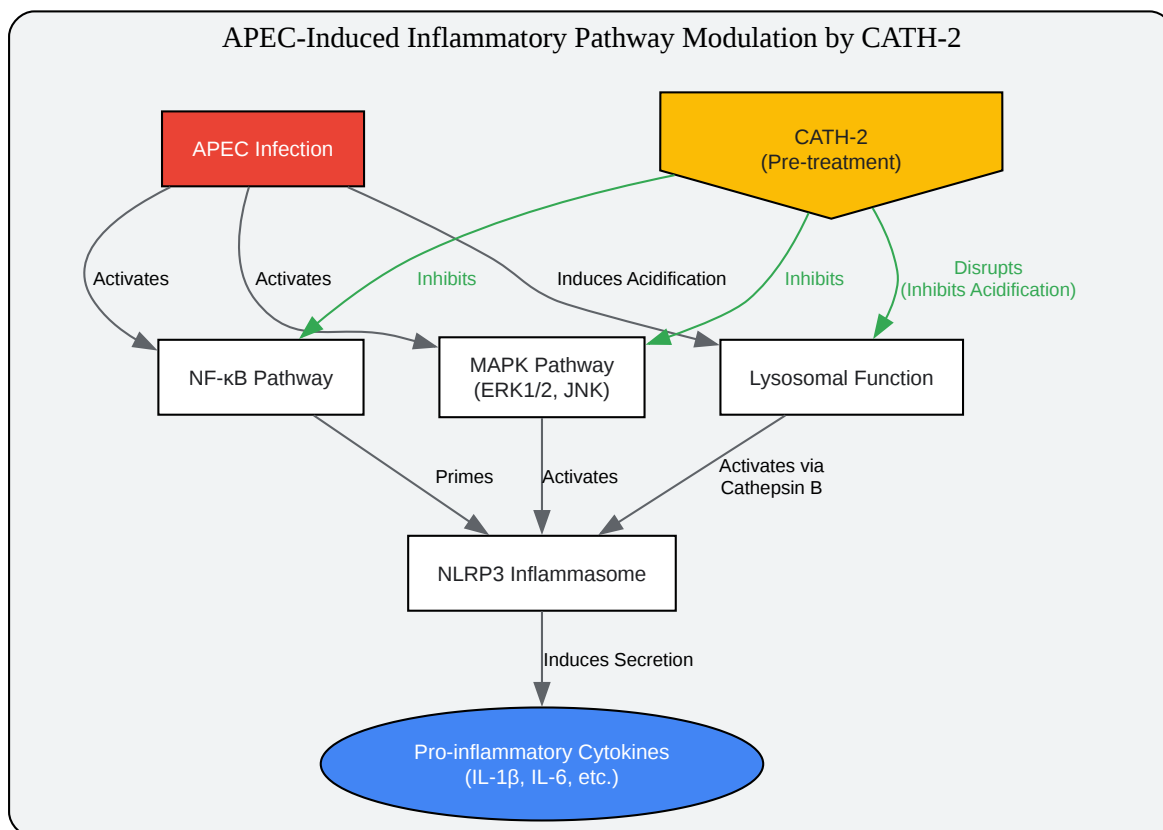 APEC-Induced Inflammatory Pathway Modulation by CATH-2
APEC Infection
CATH-2
(Pre-treatment)
Activates
Activates
Induces Acidification
Inhibits
Inhibits
Disrupts
(Inhibits Acidification)
NF-κB Pathway
MAPK Pathway
(ERK1/2, JNK)
Lysosomal Function
Primes
Activates
Activates via
Cathepsin B
NLRP3 Inflammasome
Induces Secretion
Pro-inflammatory Cytokines
(IL-1β, IL-6, etc.)